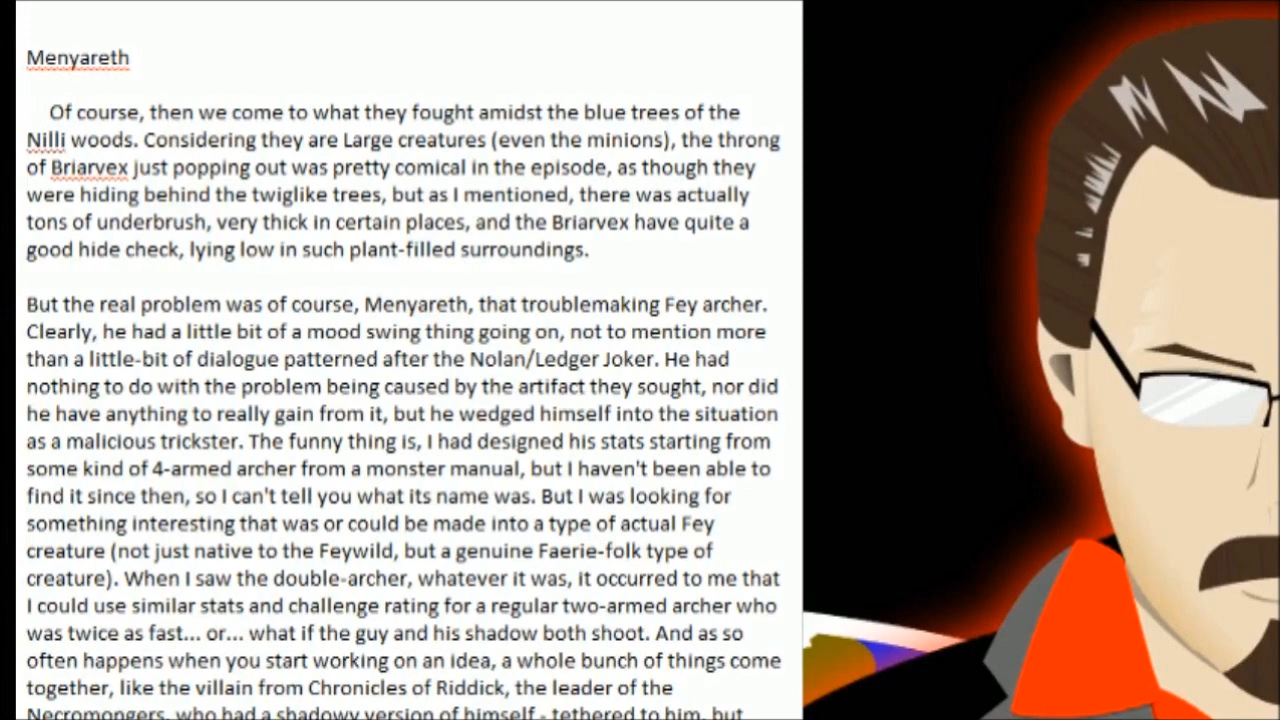 Menyareth
Of course, then we come to what they fought amidst the blue trees of the
Nilli woods. Considering they are Large creatures (even the minions), the throng
of Briarvex just popping out was pretty comical in the episode, as though they
were hiding behind the twiglike trees, but as I mentioned, there was actually
tons of underbrush, very thick in certain places, and the Briarvex have quite a
good hide check, lying low in such plant-filled surroundings.
But the real problem was of course, Menyareth, that troublemaking Fey archer.
Clearly, he had a little bit of a mood swing thing going on, not to mention more
than a little-bit of dialogue patterned after the Nolan/Ledger Joker. He had
nothing to do with the problem being caused by the artifact they sought, nor did
he have anything to really gain from it, but he wedged himself into the situation
as a malicious trickster. The funny thing is, I had designed his stats starting from
some kind of 4-armed archer from a monster manual, but I haven't been able to
find it since then, so I can't tell you what its name was. But I was looking for
something interesting that was or could be made into a type of actual Fey
creature (not just native to the Feywild, but a genuine Faerie-folk type of
creature). When I saw the double-archer, whatever it was, it occurred to me that
I could use similar stats and challenge rating for a regular two-armed archer who
was twice as fast... or... what if the guy and his shadow both shoot. And as so
often happens when you start working on an idea, a whole bunch of things come
together, like the villain from Chronicles of Riddick, the leader of the
Necromongers, who had a shadowy version of himself - tethered to him, but